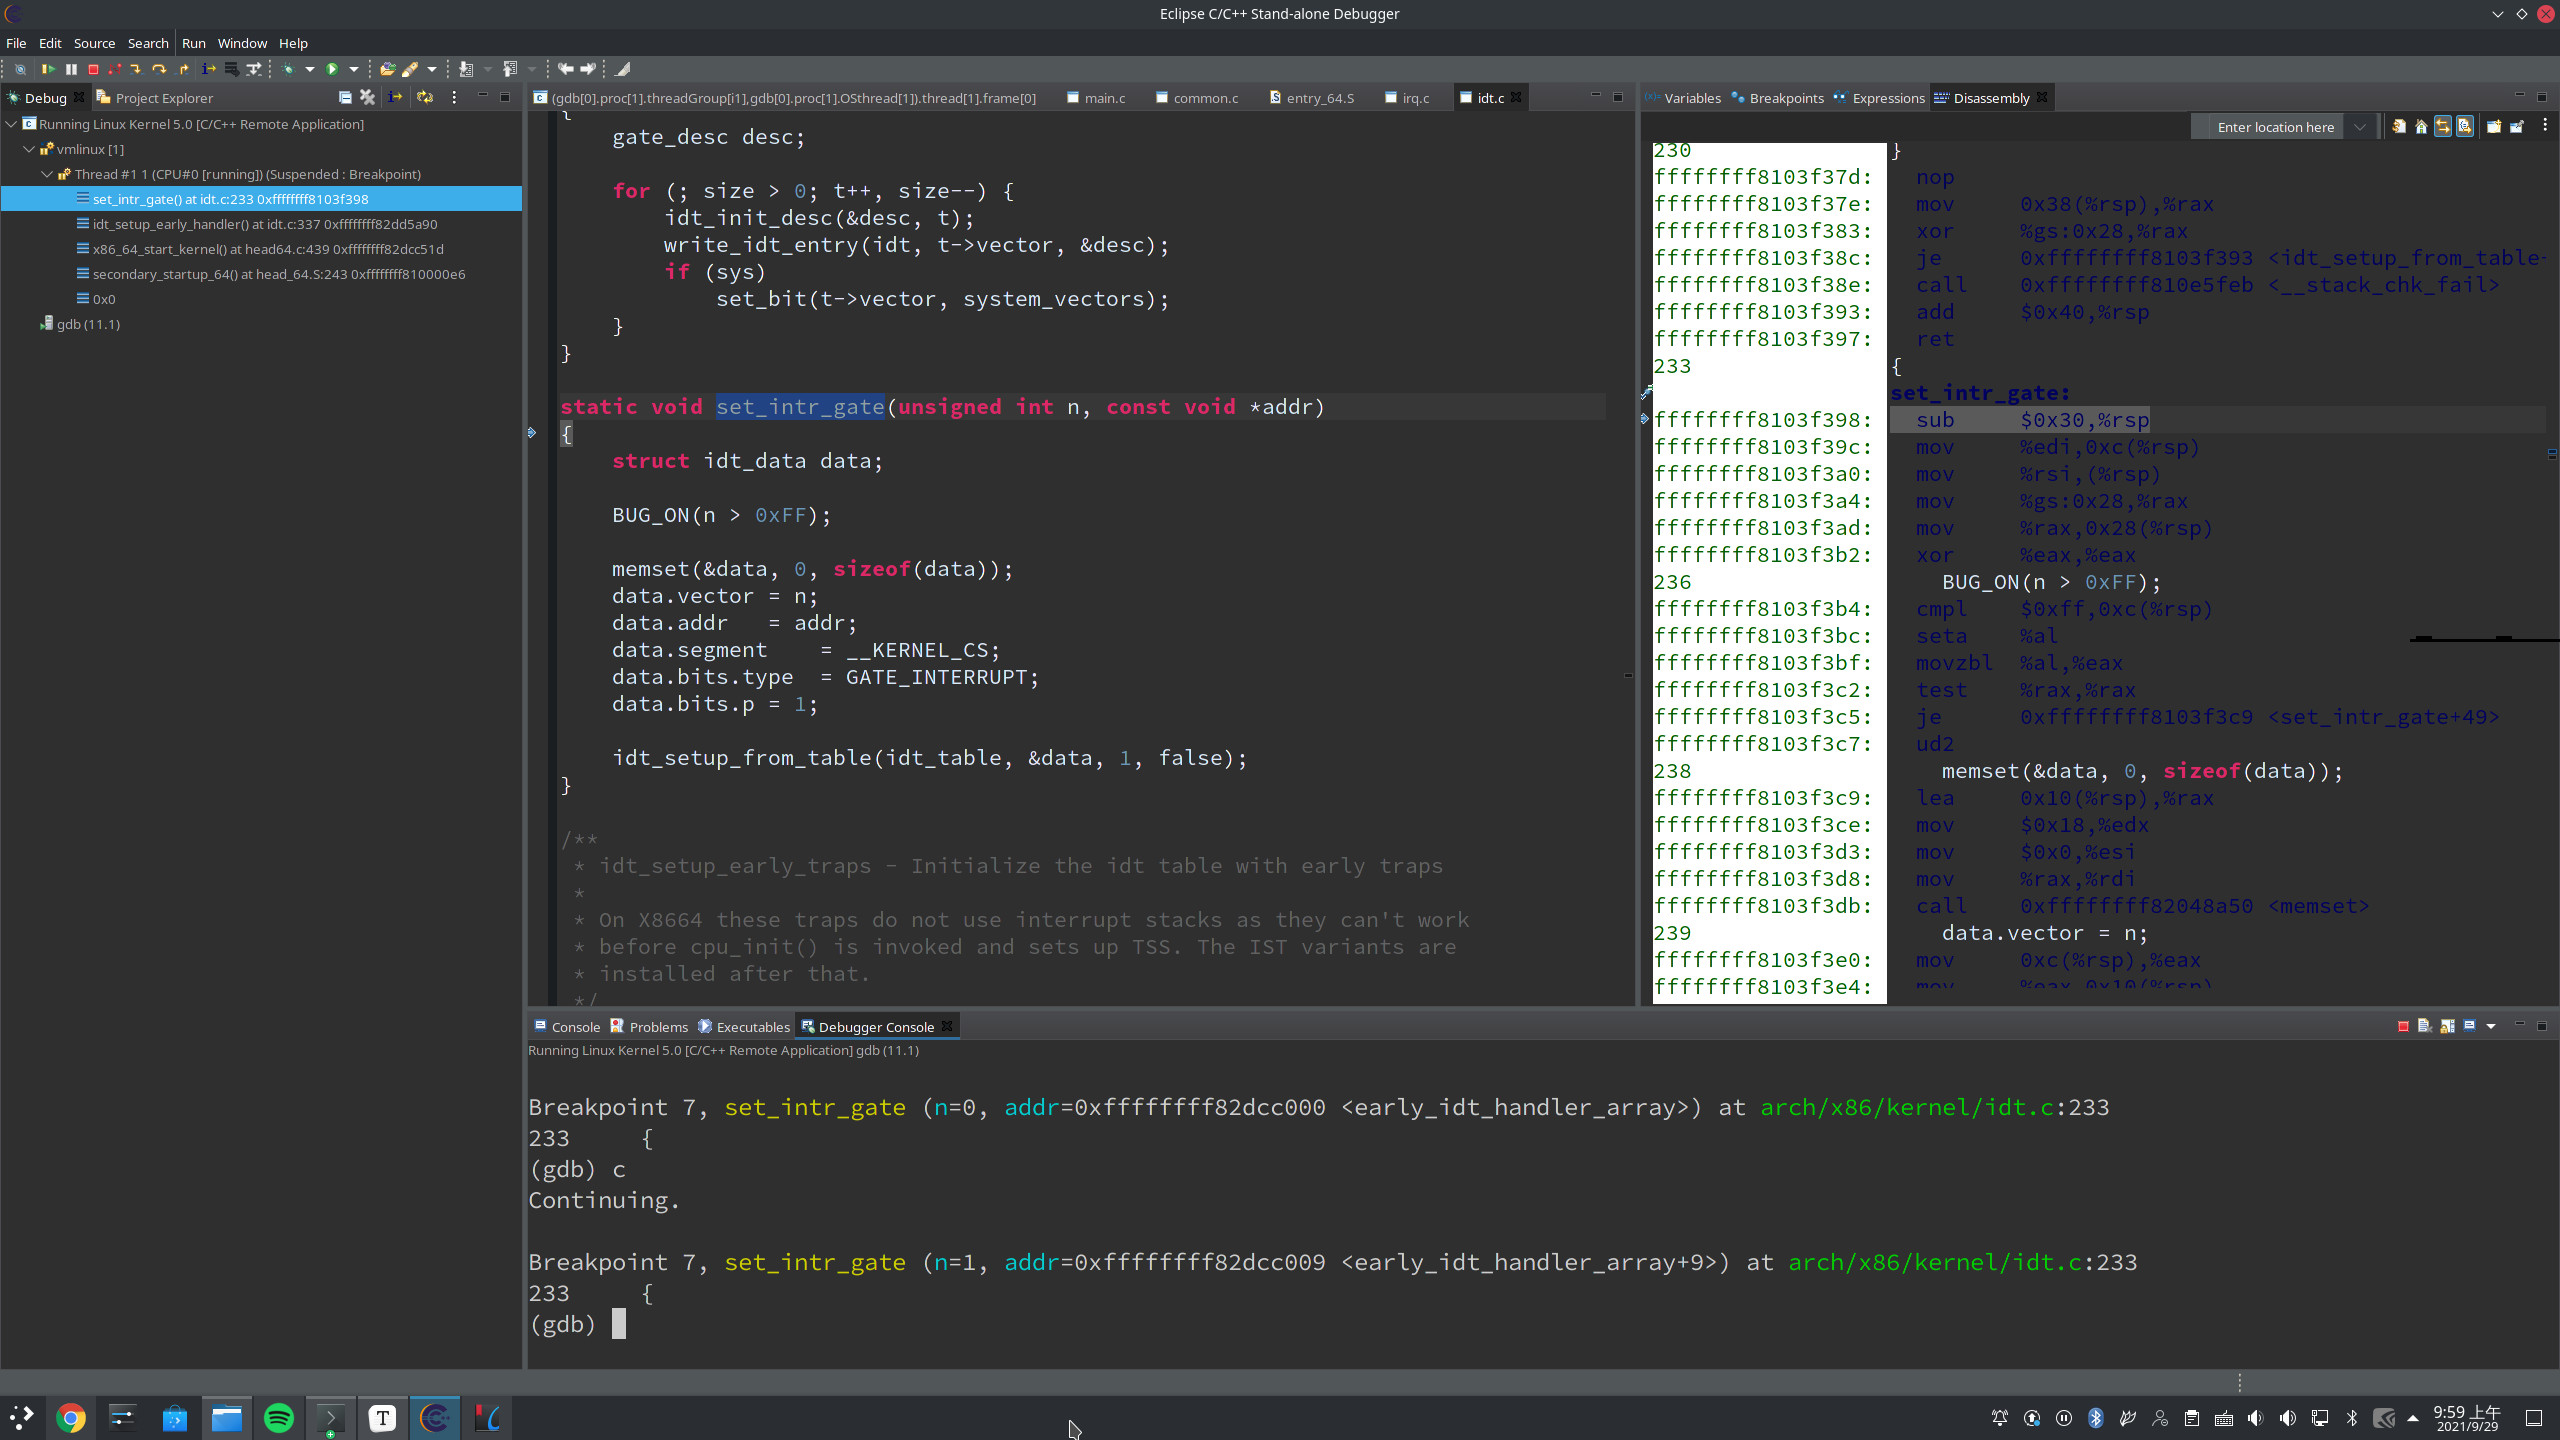 Eclipse C/C++ Stand-alone Debugger
File Edit Source Search Run Window Help
Debug Project Explorer
Running Linux Kernel 5.0 [C/C++ Remote Application]
vmlinux [1]
Thread #1 1 (CPU#0 [running]) (Suspended : Breakpoint)
set_intr_gate() at idt.c:233 0xffffffff8103f398
idt_setup_early_handler() at idt.c:337 0xffffffff82dd5a90
x86_64_start_kernel() at head64.c:439 0xffffffff82dcc51d
secondary_startup_64() at head_64.S:243 0xffffffff810000e6
0x0
gdb (11.1)
(gdb[0].proc[1].threadGroup[i1],gdb[0].proc[1].OSthread[1]).thread[1].frame[0] main.c common.c entry_64.S irq.c idt.c
{
gate_desc desc;
for (; size > 0; t++, size--) {
idt_init_desc(&desc, t);
write_idt_entry(idt, t->vector, &desc);
if (sys)
set_bit(t->vector, system_vectors);
}
}
static void set_intr_gate(unsigned int n, const void *addr)
{
struct idt_data data;
BUG_ON(n > 0xFF);
memset(&data, 0, sizeof(data));
data.vector = n;
data.addr   = addr;
data.segment    = __KERNEL_CS;
data.bits.type  = GATE_INTERRUPT;
data.bits.p = 1;
idt_setup_from_table(idt_table, &data, 1, false);
}
/**
* idt_setup_early_traps - Initialize the idt table with early traps
*
* On X8664 these traps do not use interrupt stacks as they can't work
* before cpu_init() is invoked and sets up TSS. The IST variants are
* installed after that.
*/
Variables Breakpoints Expressions Disassembly
Enter location here
230 }
ffffffff8103f37d: nop
ffffffff8103f37e: mov 0x38(%rsp),%rax
ffffffff8103f383: xor %gs:0x28,%rax
ffffffff8103f38c: je 0xffffffff8103f393 <idt_setup_from_table-
ffffffff8103f38e: call 0xffffffff810e5feb <__stack_chk_fail>
ffffffff8103f393: add $0x40,%rsp
ffffffff8103f397: ret
233 {
set_intr_gate:
ffffffff8103f398: sub $0x30,%rsp
ffffffff8103f39c: mov %edi,0xc(%rsp)
ffffffff8103f3a0: mov %rsi,(%rsp)
ffffffff8103f3a4: mov %gs:0x28,%rax
ffffffff8103f3ad: mov %rax,0x28(%rsp)
ffffffff8103f3b2: xor %eax,%eax
236 BUG_ON(n > 0xFF);
ffffffff8103f3b4: cmpl $0xff,0xc(%rsp)
ffffffff8103f3bc: seta %al
ffffffff8103f3bf: movzbl %al,%eax
ffffffff8103f3c2: test %rax,%rax
ffffffff8103f3c5: je 0xffffffff8103f3c9 <set_intr_gate+49>
ffffffff8103f3c7: ud2
238 memset(&data, 0, sizeof(data));
ffffffff8103f3c9: lea 0x10(%rsp),%rax
ffffffff8103f3ce: mov $0x18,%edx
ffffffff8103f3d3: mov $0x0,%esi
ffffffff8103f3d8: mov %rax,%rdi
ffffffff8103f3db: call 0xffffffff82048a50 <memset>
239 data.vector = n;
ffffffff8103f3e0: mov 0xc(%rsp),%eax
ffffffff8103f3e4: mov %eax,0x10(%rsp)
Console Problems Executables Debugger Console
Running Linux Kernel 5.0 [C/C++ Remote Application] gdb (11.1)
Breakpoint 7, set_intr_gate (n=0, addr=0xffffffff82dcc000 <early_idt_handler_array>) at arch/x86/kernel/idt.c:233
233 {
(gdb) c
Continuing.
Breakpoint 7, set_intr_gate (n=1, addr=0xffffffff82dcc009 <early_idt_handler_array+9>) at arch/x86/kernel/idt.c:233
233 {
(gdb)
9:59 上午
2021/9/29